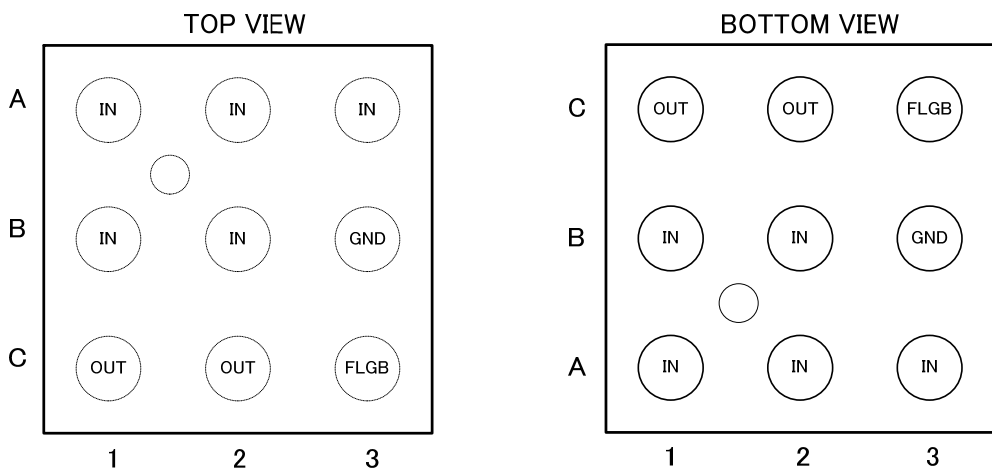 TOP VIEW
A IN IN IN
B IN IN GND
C OUT OUT FLGB
1 2 3
BOTTOM VIEW
C OUT OUT FLGB
B IN IN GND
A IN IN IN
1 2 3